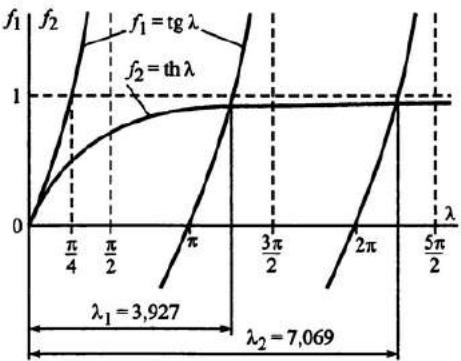 f₁ f₂ f₁ = tg λ
f₂ = th λ
1
0 π/4 π/2 π 3π/2 2π 5π/2 λ
λ₁ = 3,927
λ₂ = 7,069